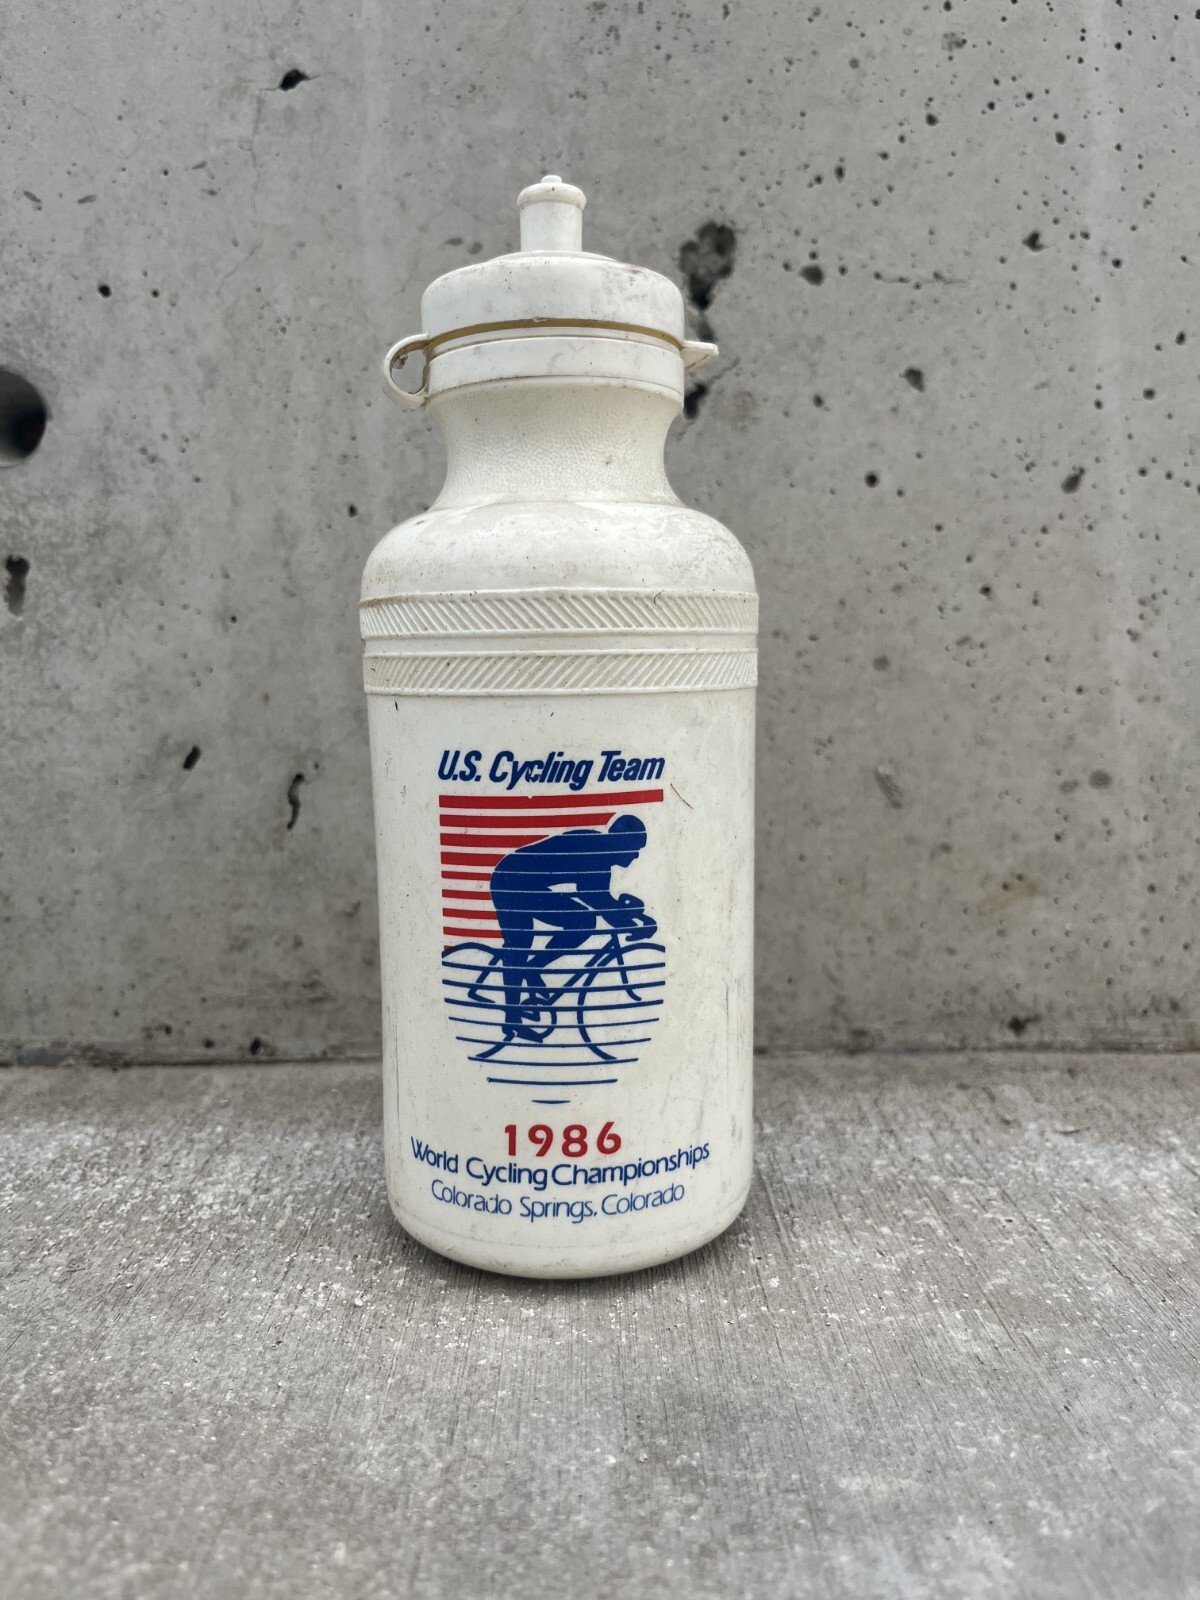 U.S. Cycling Team
1986
World Cycling Championships
Colorado Springs, Colorado